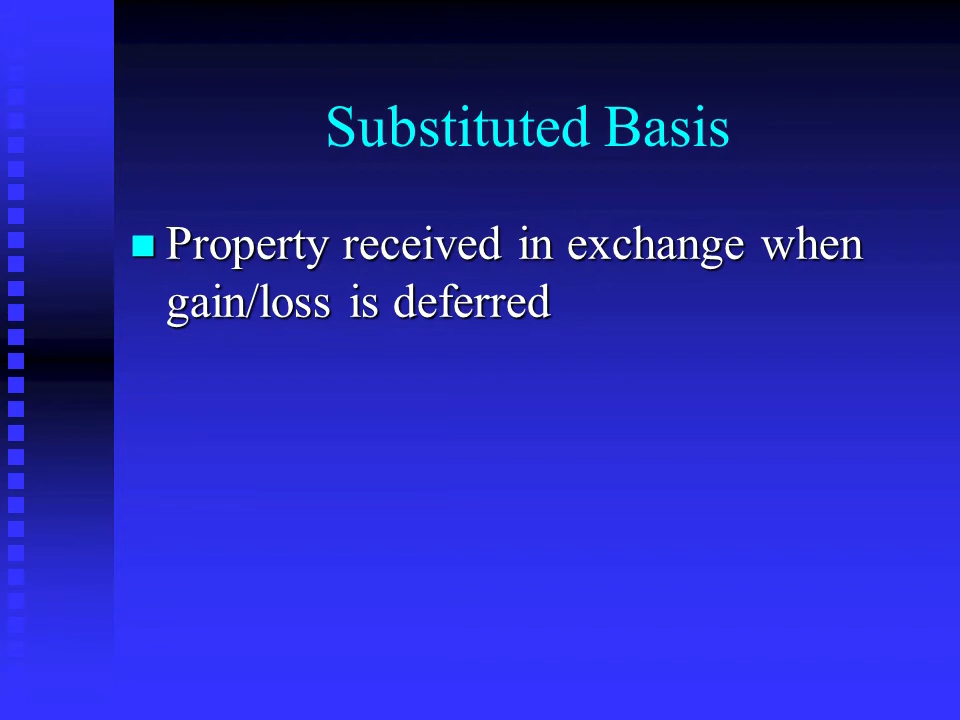 Substituted Basis
Property received in exchange when
gain/loss is deferred